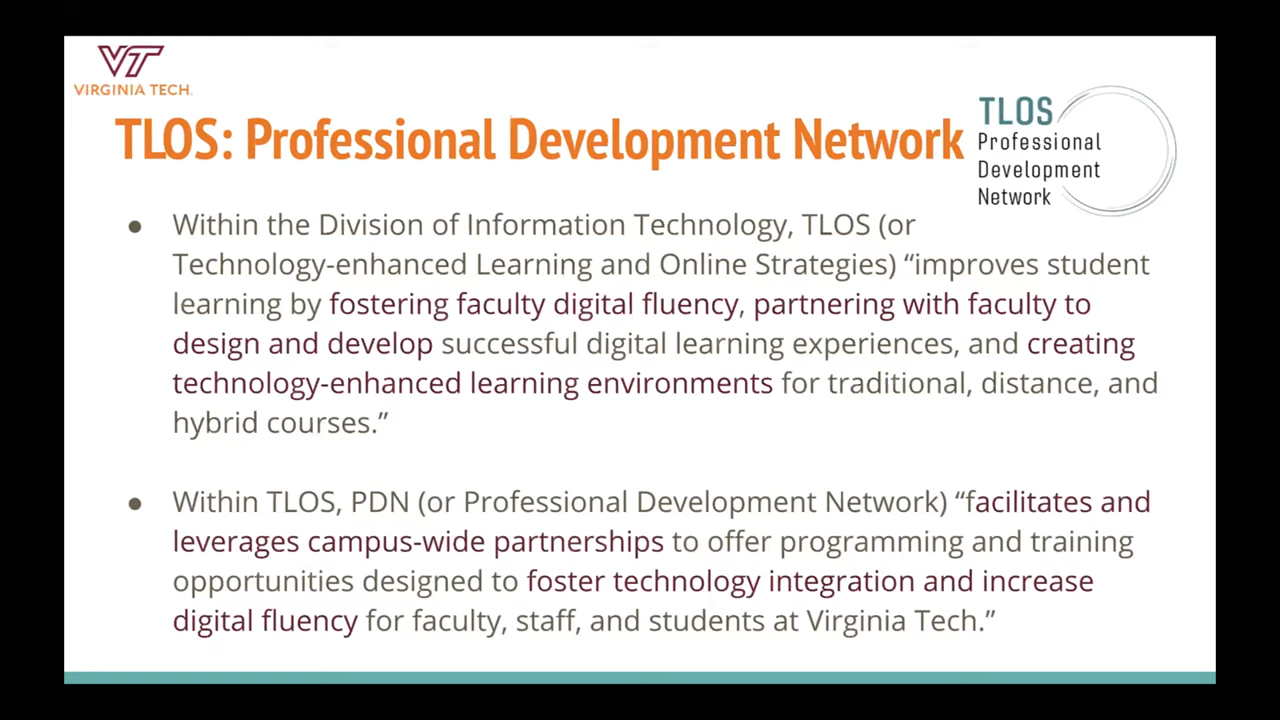 VT
VIRGINIA TECH.
TLOS: Professional Development Network
TLOS
Professional
Development
Network
● Within the Division of Information Technology, TLOS (or
Technology-enhanced Learning and Online Strategies) “improves student
learning by fostering faculty digital fluency, partnering with faculty to
design and develop successful digital learning experiences, and creating
technology-enhanced learning environments for traditional, distance, and
hybrid courses.”
● Within TLOS, PDN (or Professional Development Network) “facilitates and
leverages campus-wide partnerships to offer programming and training
opportunities designed to foster technology integration and increase
digital fluency for faculty, staff, and students at Virginia Tech.”